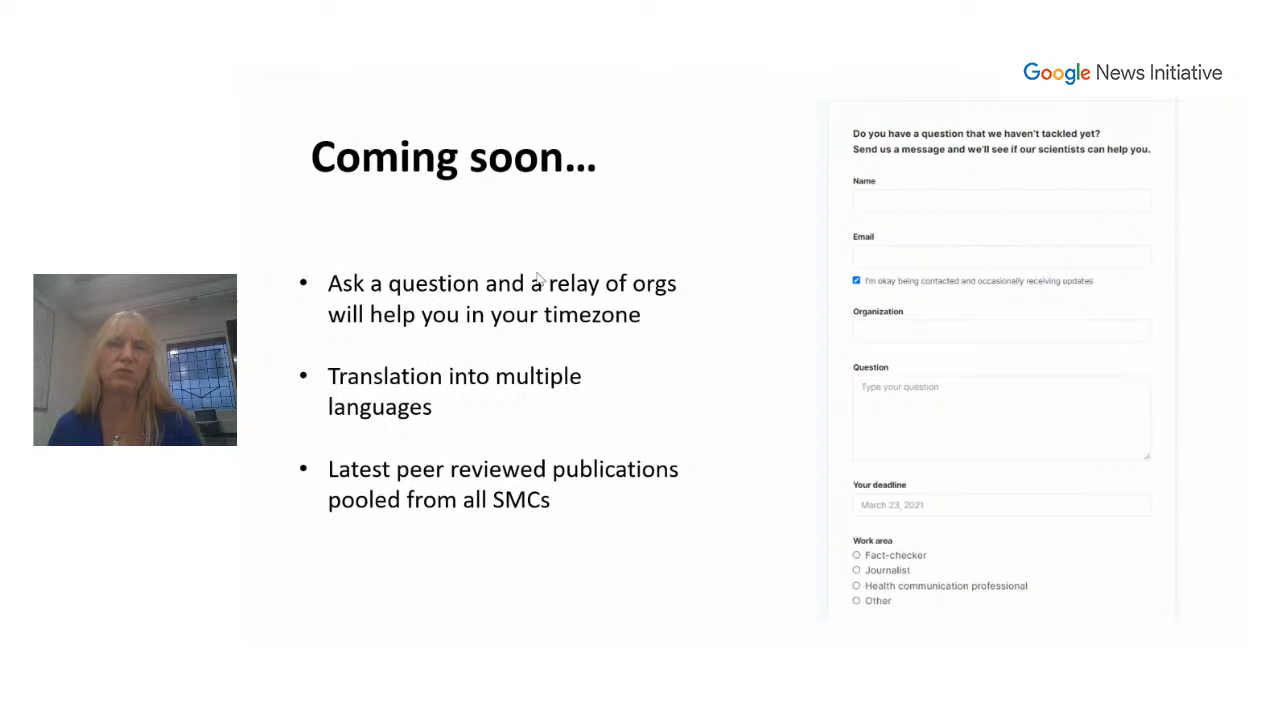 Google News Initiative
Coming soon...
• Ask a question and a relay of orgs
will help you in your timezone
• Translation into multiple
languages
• Latest peer reviewed publications
pooled from all SMCs
Do you have a question that we haven't tackled yet?
Send us a message and we'll see if our scientists can help you.
Name
Email
I'm okay being contacted and occasionally receiving updates
Organization
Question
Type your question
Your deadline
March 23, 2021
Work area
Fact-checker
Journalist
Health communication professional
Other